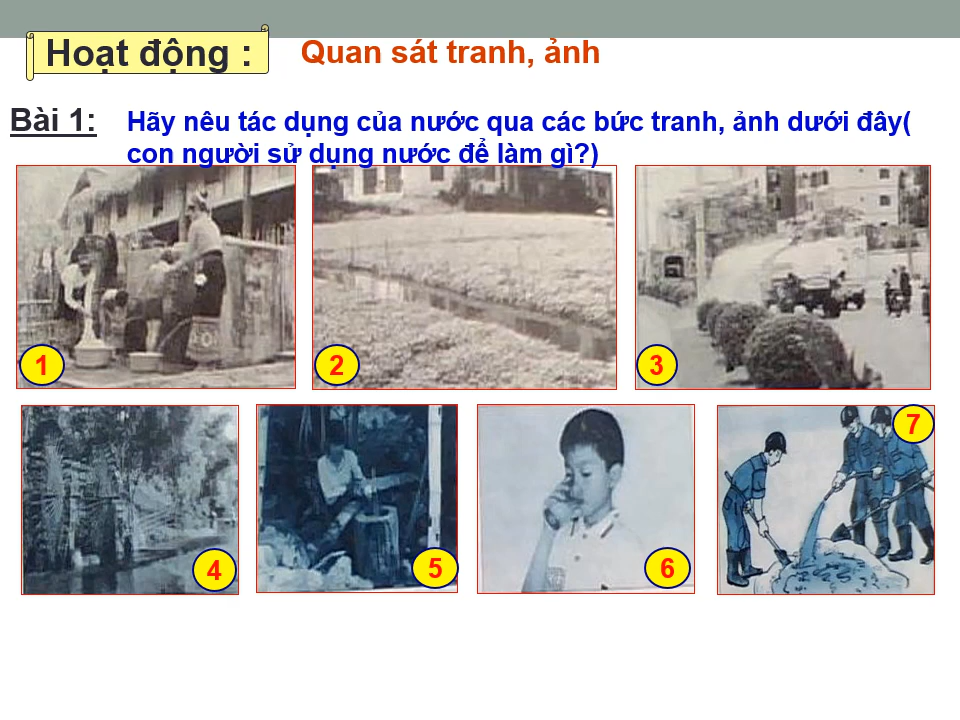 Hoạt động :
Quan sát tranh, ảnh
Bài 1:
Hãy nêu tác dụng của nước qua các bức tranh, ảnh dưới đây(
con người sử dụng nước để làm gì?)
1
2
3
4
5
6
7